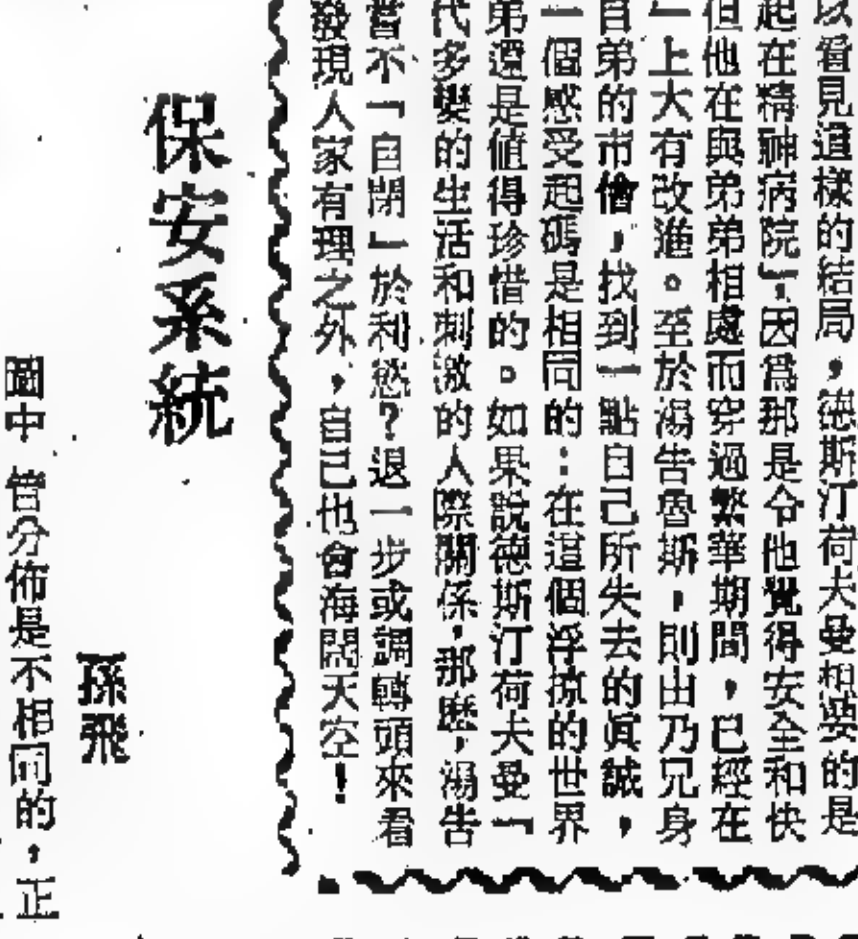 以看見這樣的結局，德斯汀荷夫曼想要的是
起在精神病院」，因爲那是令他覺得安全和快
但他在與弟弟相處而穿過繁華期間，已經在
」上大有改進。至於湯告魯斯，則由乃兄身
自弟的市儈，找到一點自己所失去的眞誠，
一個感受起碼是相同的：在這個浮掠的世界
弟還是值得珍惜的。如果說德斯汀荷夫曼「
代多變的生活和刺激的人際關係，那麽，湯告
嘗不「自閉」於利慾？退一步或調轉頭來看
發現人家有理之外，自己也會海闊天空！
保安系統
孫飛
圖中 管分佈是不相同的，正